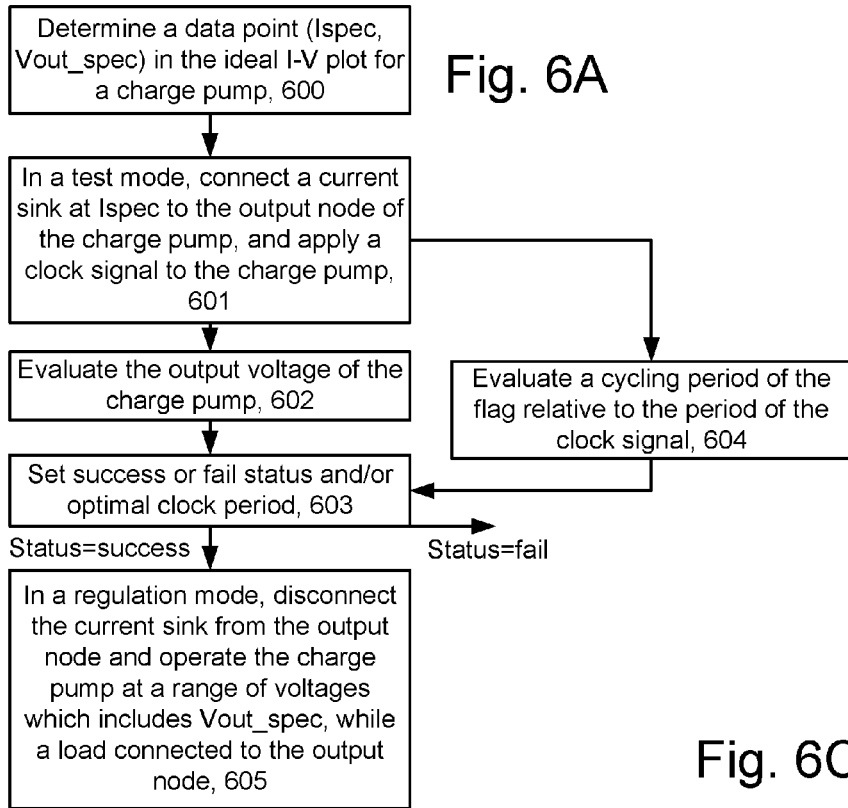 Determine a data point (Ispec,
Vout_spec) in the ideal I-V plot for
a charge pump, 600
Fig. 6A
In a test mode, connect a current
sink at Ispec to the output node of
the charge pump, and apply a
clock signal to the charge pump,
601
Evaluate the output voltage of the
charge pump, 602
Evaluate a cycling period of the
flag relative to the period of the
clock signal, 604
Set success or fail status and/or
optimal clock period, 603
Status=success
Status=fail
In a regulation mode, disconnect
the current sink from the output
node and operate the charge
pump at a range of voltages
which includes Vout_spec, while
a load connected to the output
node, 605
Fig. 6C